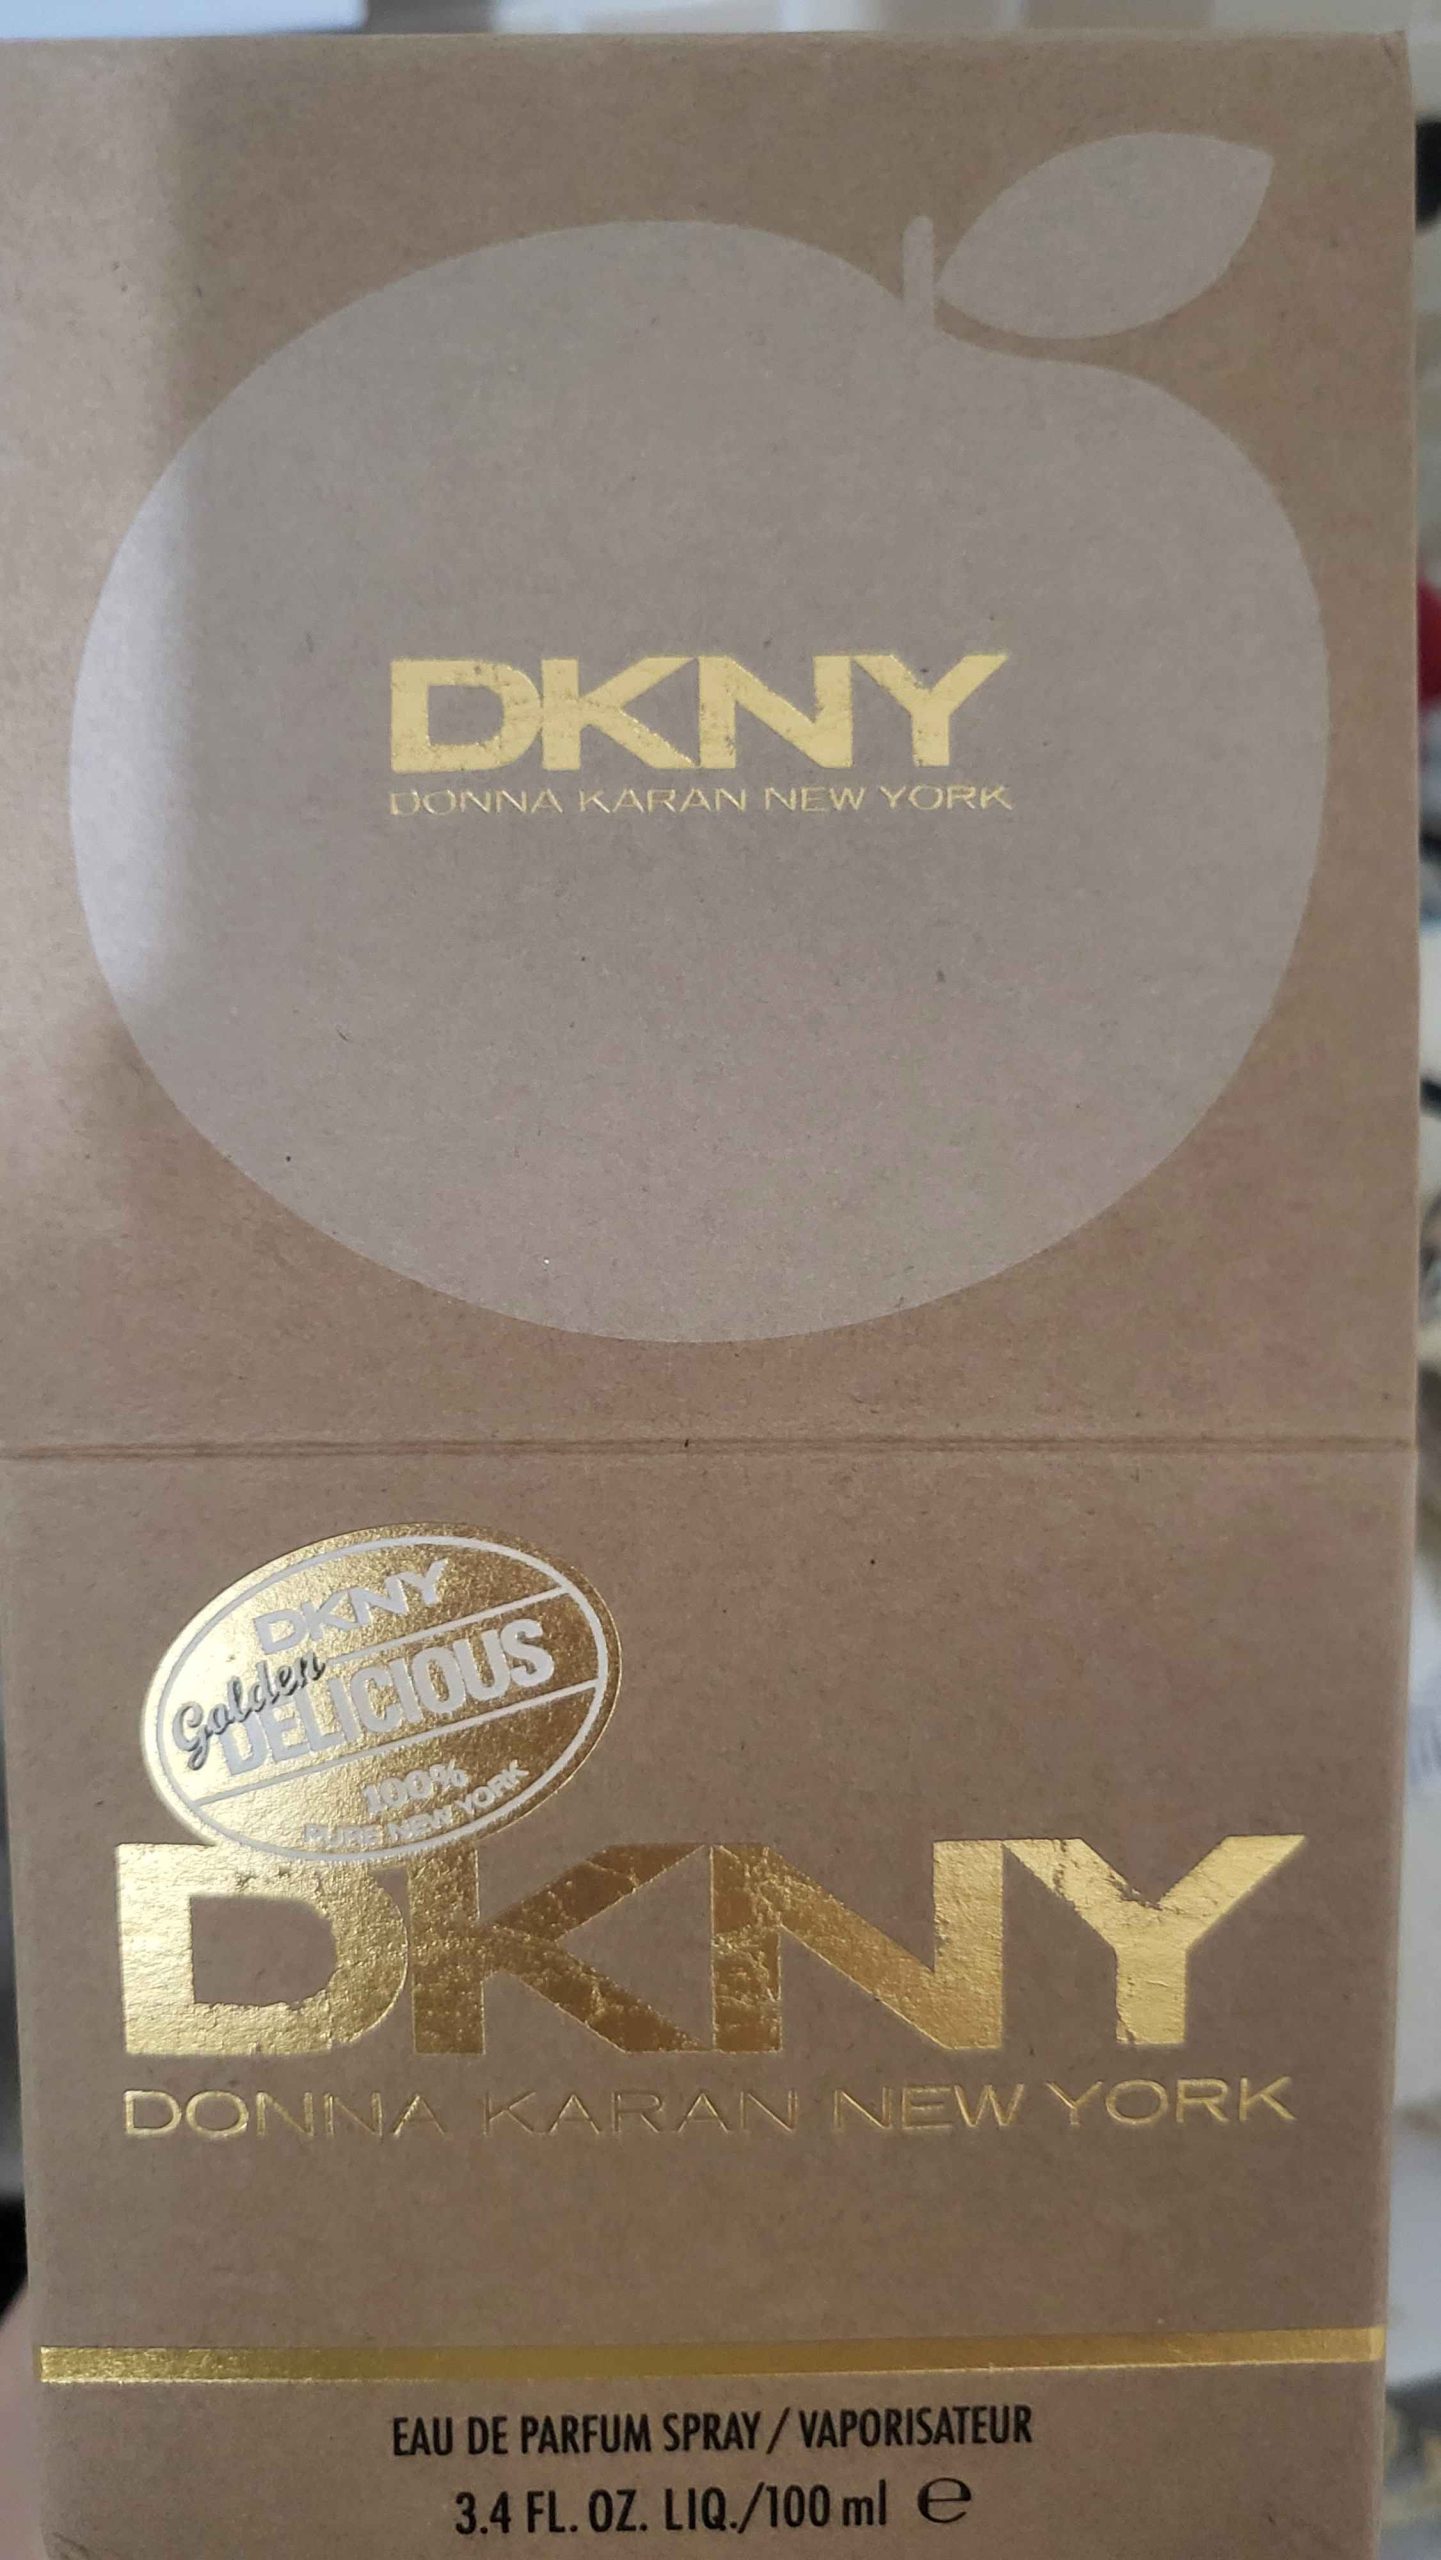 DKNY
DONNA KARAN NEW YORK
DKNY
Golden
DELICIOUS
100%
PURE NEW YORK
DKNY
DONNA KARAN NEW YORK
EAU DE PARFUM SPRAY / VAPORISATEUR
3.4 FL. OZ. LIQ./100 ml ℮